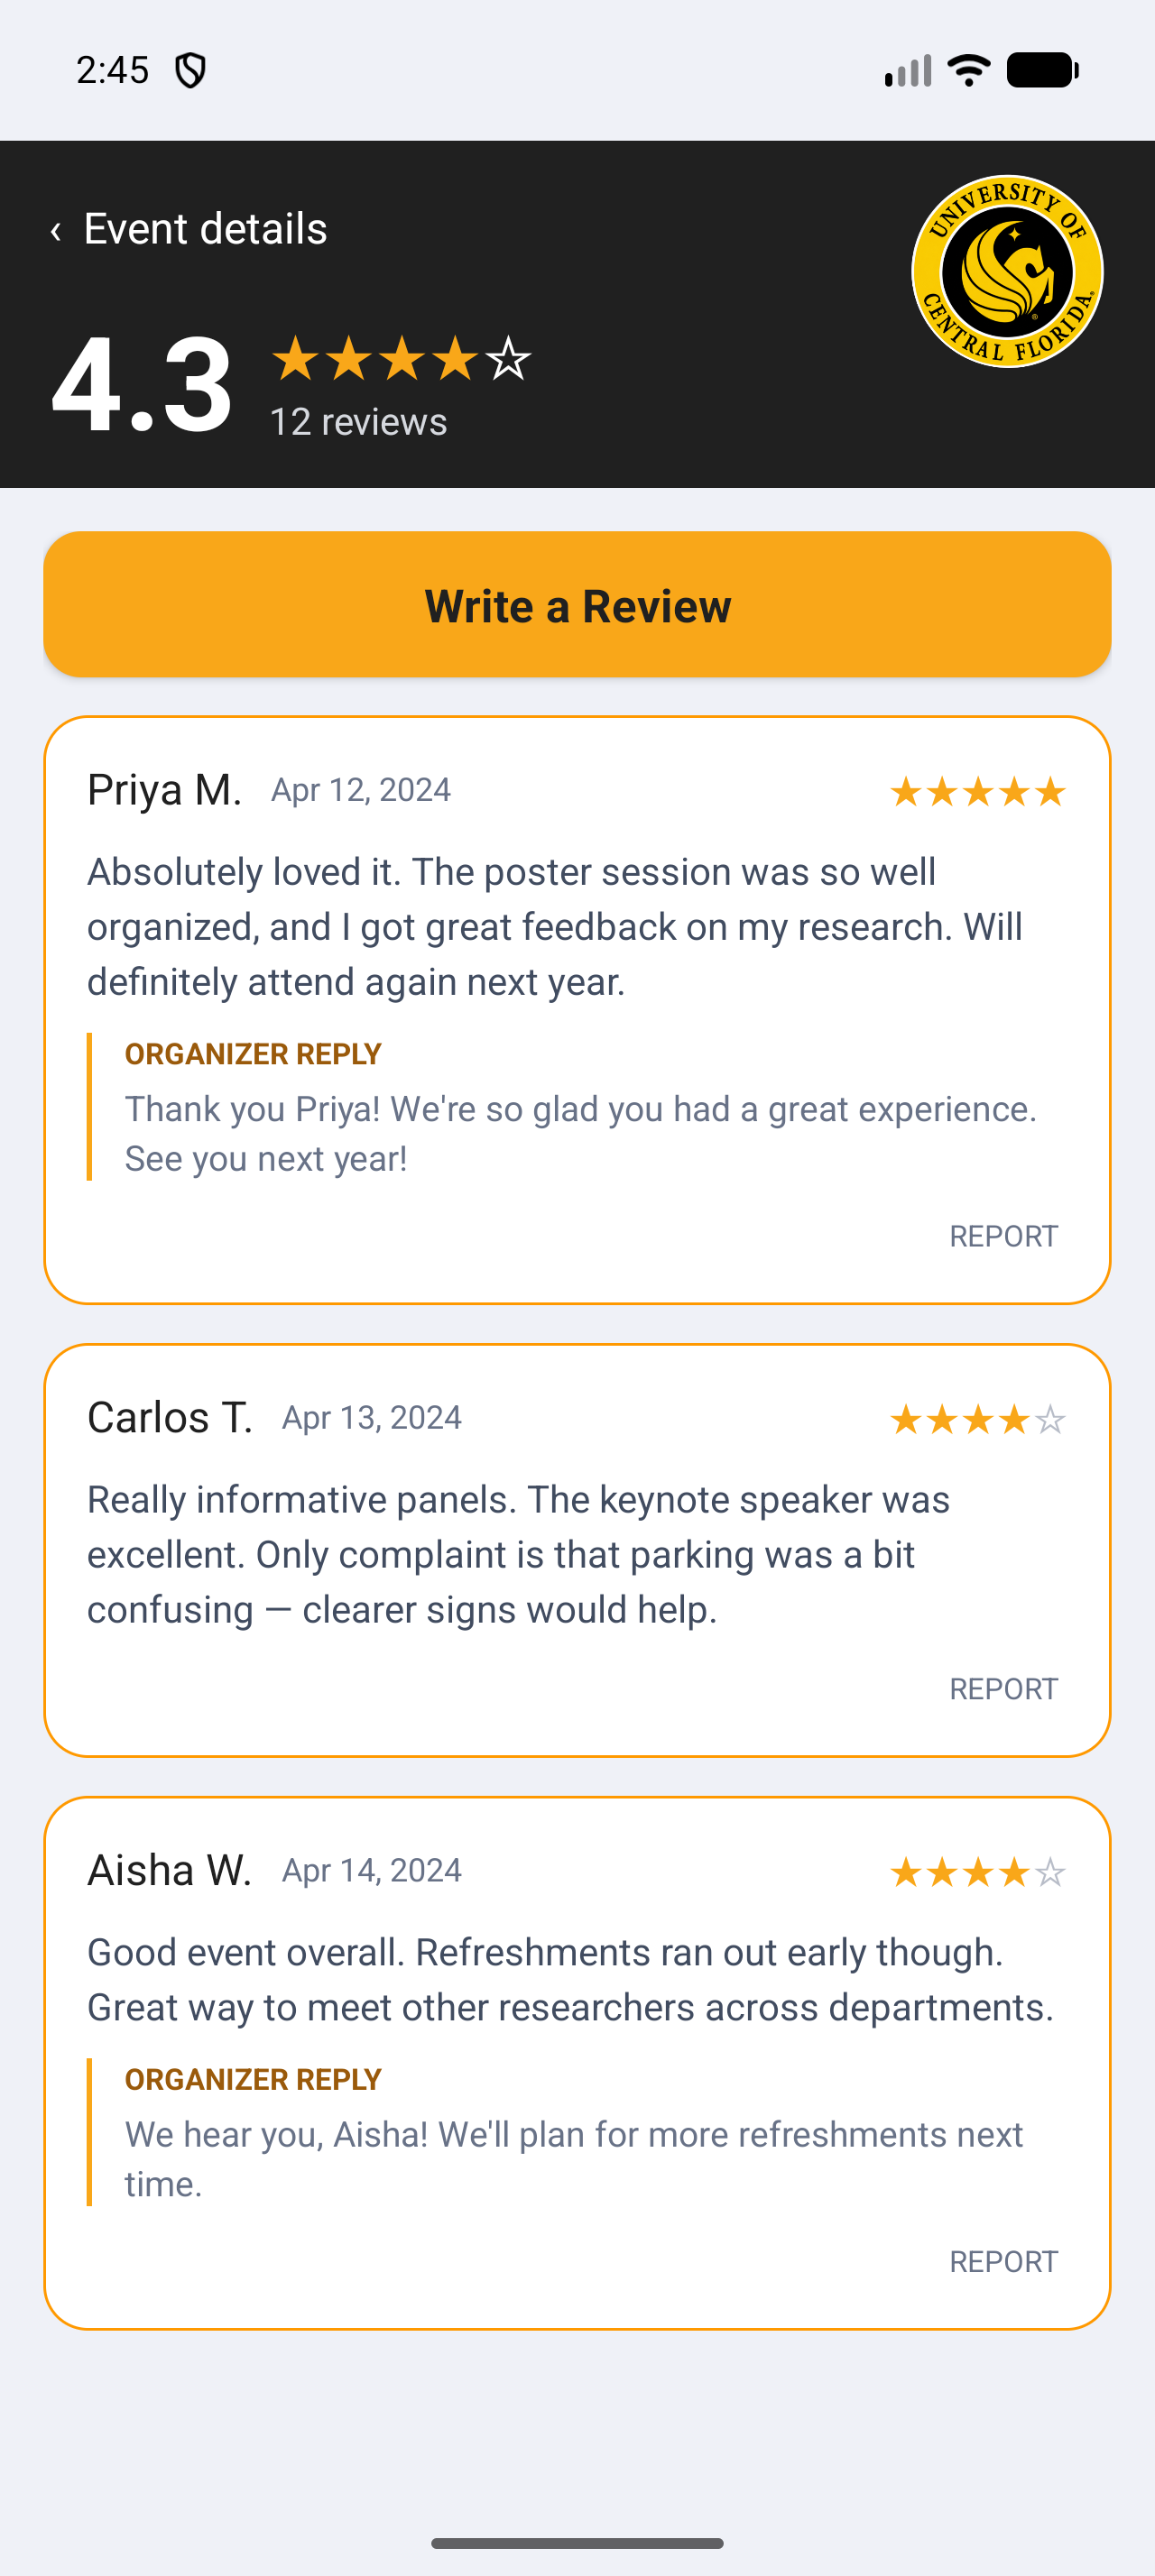 2:45
‹ Event details
UNIVERSITY OF
CENTRAL FLORIDA
4.3
★★★★☆
12 reviews
Write a Review
Priya M. Apr 12, 2024 ★★★★★
Absolutely loved it. The poster session was so well
organized, and I got great feedback on my research. Will
definitely attend again next year.
ORGANIZER REPLY
Thank you Priya! We're so glad you had a great experience.
See you next year!
REPORT
Carlos T. Apr 13, 2024 ★★★★☆
Really informative panels. The keynote speaker was
excellent. Only complaint is that parking was a bit
confusing — clearer signs would help.
REPORT
Aisha W. Apr 14, 2024 ★★★★☆
Good event overall. Refreshments ran out early though.
Great way to meet other researchers across departments.
ORGANIZER REPLY
We hear you, Aisha! We'll plan for more refreshments next
time.
REPORT